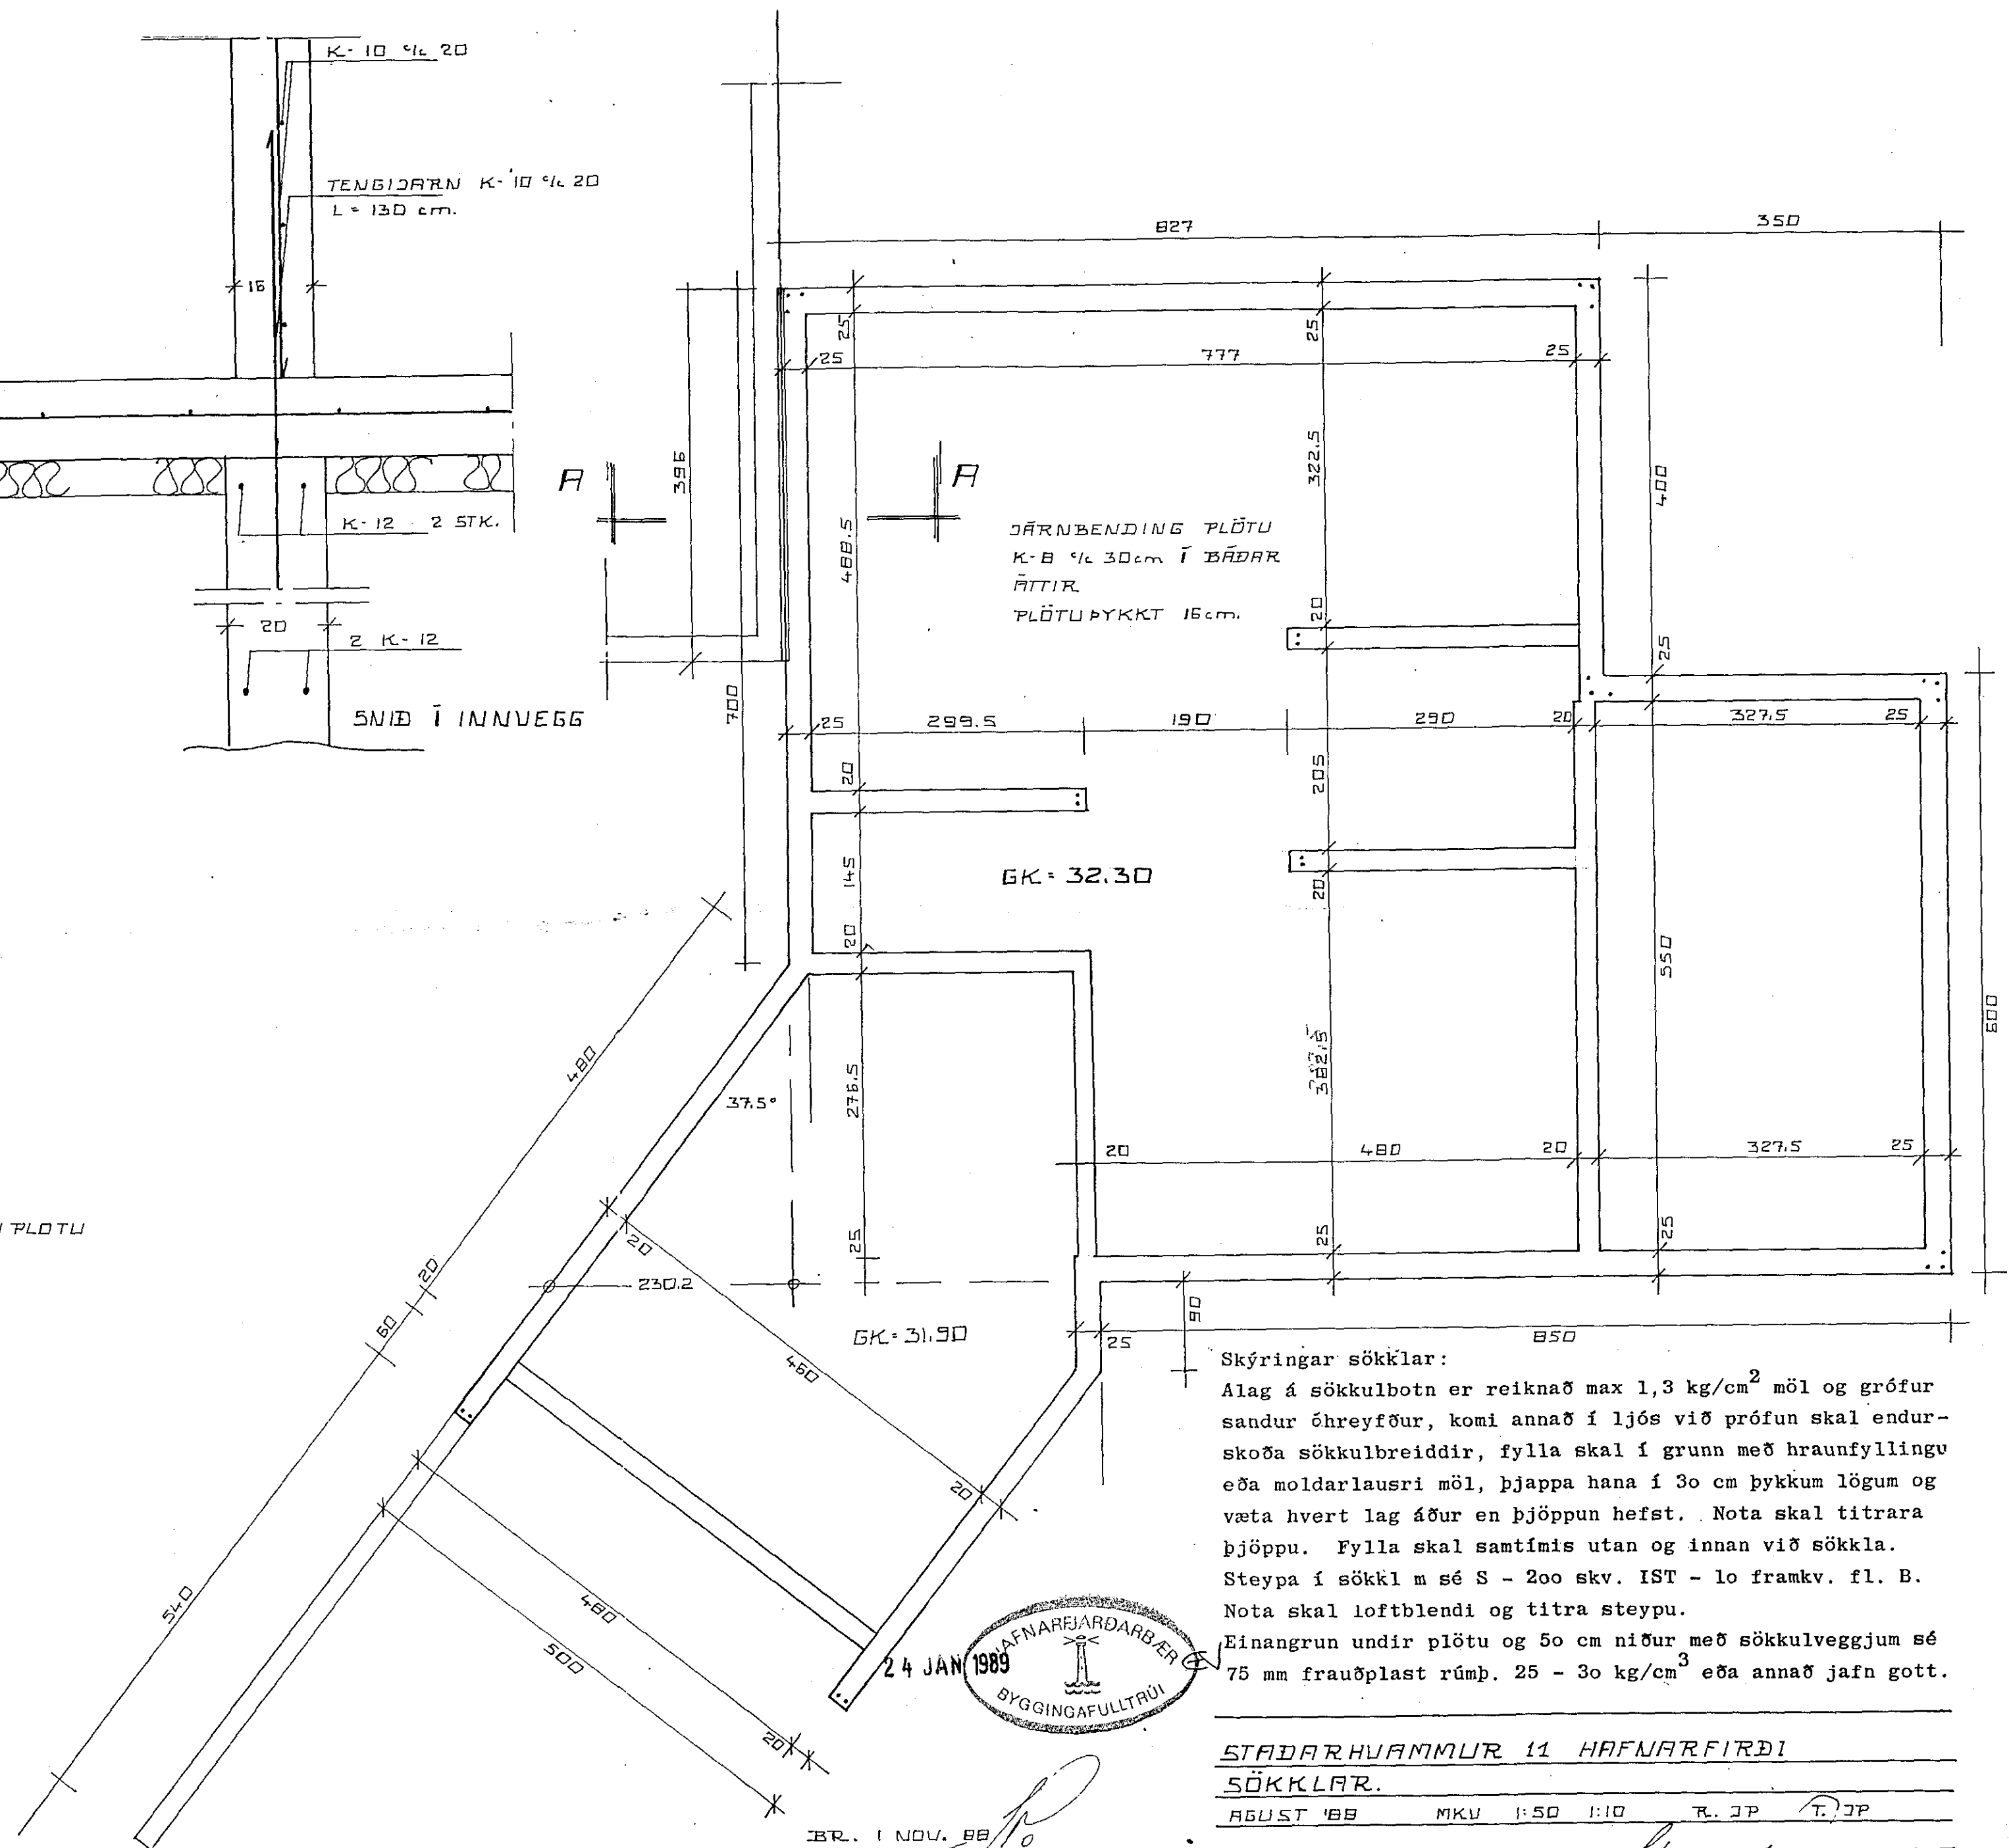 K-10 c/c 20
TENGIJÁRN K-10 c/c 20
L = 130 cm.
16
K-12 2 STK.
20
2 K-12
SNIÐ Í INNVEGG
827
350
25
25
25
777
25
396
700
A
A
488.5
322.5
400
JÁRNBENDING PLÖTU
K-8 c/c 30cm Í BÁÐAR
ÁTTIR
PLÖTUÞYKKT 16cm.
20
25
25
299.5
190
290
20
327.5
25
20
205
145
GK = 32.30
20
20
550
600
480
37.5°
276.5
382.5
20
480
20
327.5
25
PLOTU
20
25
25
25
20
230.2
60
GK = 31.90
90
25
850
460
20
540
480
500
20
Skýringar sökklar:
Alag á sökkulbotn er reiknað max 1,3 kg/cm2 möl og grófur
sandur óhreyfður, komi annað í ljós við prófun skal endur-
skoða sökkulbreiddir, fylla skal í grunn með hraunfyllingu
eða moldarlausri möl, þjappa hana í 3o cm þykkum lögum og
væta hvert lag áður en þjöppun hefst. Nota skal titrara
þjöppu. Fylla skal samtímis utan og innan við sökkla.
Steypa í sökkl m sé S - 2oo skv. IST - lo framkv. fl. B.
Nota skal loftblendi og titra steypu.
Einangrun undir plötu og 5o cm niður með sökkulveggjum sé
75 mm frauðplast rúmþ. 25 - 3o kg/cm3 eða annað jafn gott.
HAFNARFJARÐARBÆR
24 JAN 1989
BYGGINGAFULLTRÚI
STAÐARHVAMMUR 11 HAFNARFIRÐI
SÖKKLAR.
AGUST '88 MKV 1:50 1:10 R. JP T. JP
BR. 1 NOV. 88